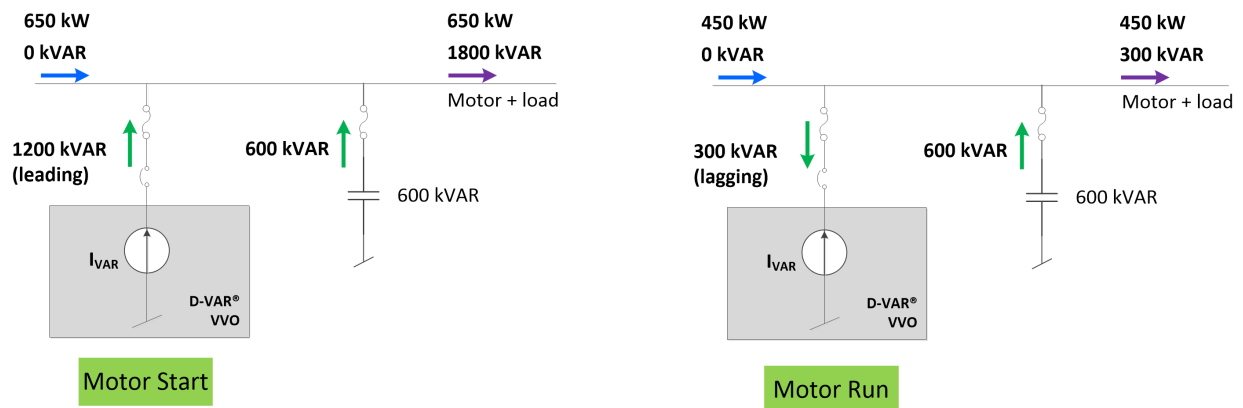 650 kW
0 kVAR
650 kW
1800 kVAR
Motor + load
1200 kVAR
(leading)
600 kVAR
600 kVAR
I_VAR
D-VAR®
VVO
Motor Start
450 kW
0 kVAR
450 kW
300 kVAR
Motor + load
300 kVAR
(lagging)
600 kVAR
600 kVAR
I_VAR
D-VAR®
VVO
Motor Run